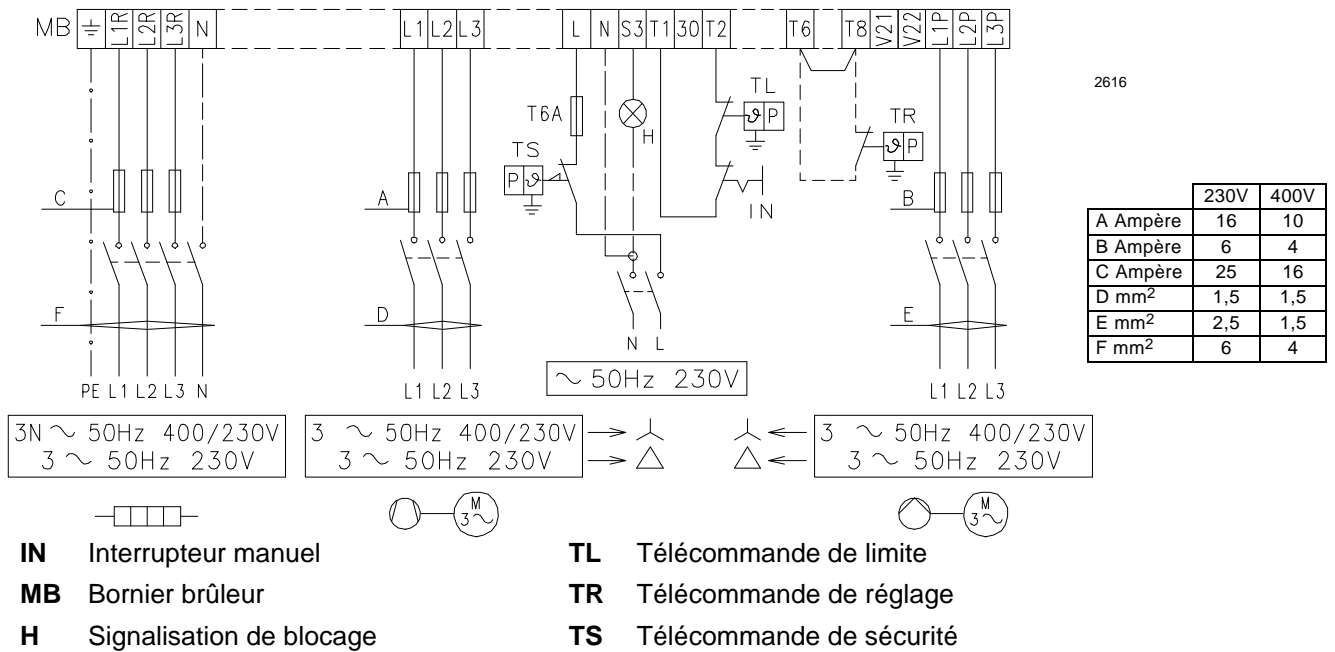 MB ⏚ L1R L2R L3R N L1 L2 L3 L N S3 T1 30 T2 T6 T8 V21 V22 L1P L2P L3P
2616
TL
T6A
ϑ P
H
TR
TS
ϑ P
P ϑ
C
A
IN
B
F
D
E
N L
PE L1 L2 L3 N
L1 L2 L3
~ 50Hz 230V
L1 L2 L3
3N ~ 50Hz 400/230V
3 ~ 50Hz 230V
3 ~ 50Hz 400/230V
3 ~ 50Hz 230V
3 ~ 50Hz 400/230V
3 ~ 50Hz 230V
M
3~
M
3~
230V 400V
A Ampère 16 10
B Ampère 6 4
C Ampère 25 16
D mm² 1,5 1,5
E mm² 2,5 1,5
F mm² 6 4
IN Interrupteur manuel
MB Bornier brûleur
H Signalisation de blocage
TL Télécommande de limite
TR Télécommande de réglage
TS Télécommande de sécurité